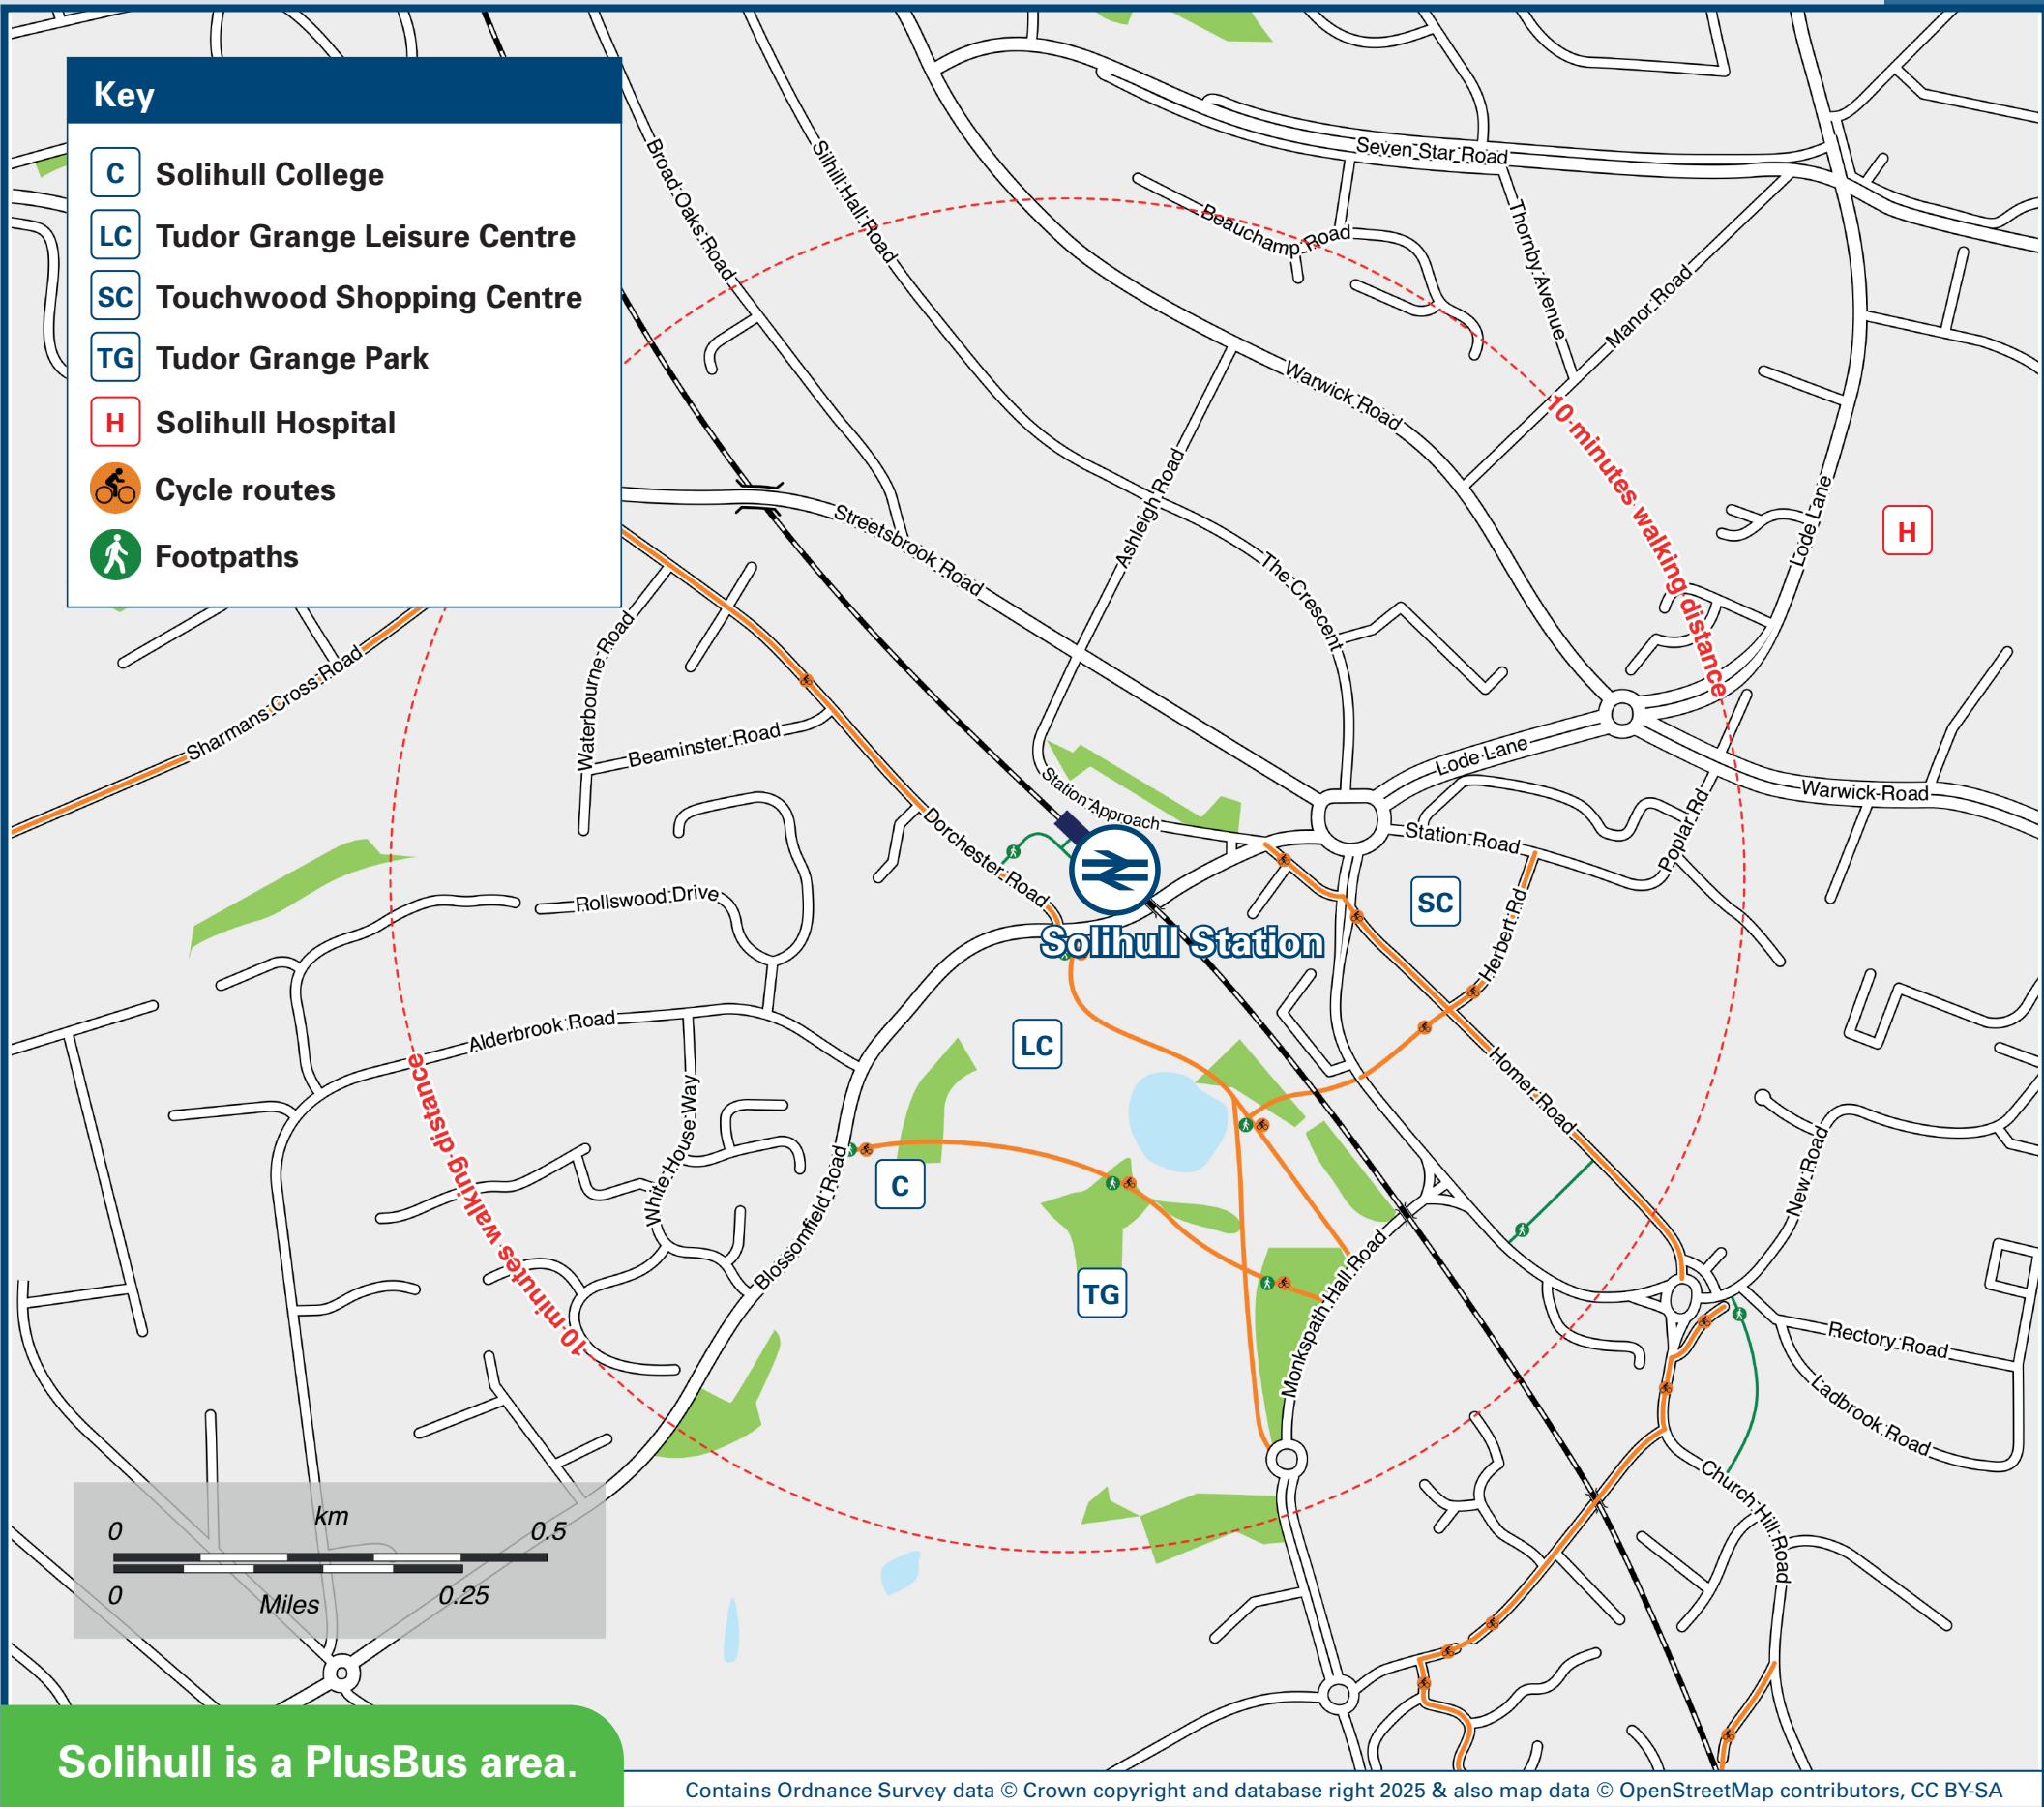 Key
C Solihull College
LC Tudor Grange Leisure Centre
SC Touchwood Shopping Centre
TG Tudor Grange Park
H Solihull Hospital
Cycle routes
Footpaths
Broad Oaks Road
Silhill Hall Road
Seven Star Road
Beauchamp Road
Thornby Avenue
Manor Road
Warwick Road
10 minutes walking distance
Ashleigh Road
Streetsbrook Road
The Crescent
Lode Lane
H
Sharmans Cross Road
Waterbourne Road
Beaminster Road
Station Approach
Lode Lane
Warwick Road
Station Road
Poplar Rd
Dorchester Road
Rollswood Drive
SC
Herbert Rd
Solihull Station
Alderbrook Road
LC
Homer Road
White House Way
New Road
C
Blossomfield Road
TG
Monkspath Hall Road
10 minutes walking distance
Rectory Road
Ladbrook Road
Church Hill Road
km
0 0.5
0 0.25
Miles
Solihull is a PlusBus area.
Contains Ordnance Survey data © Crown copyright and database right 2025 & also map data © OpenStreetMap contributors, CC BY-SA